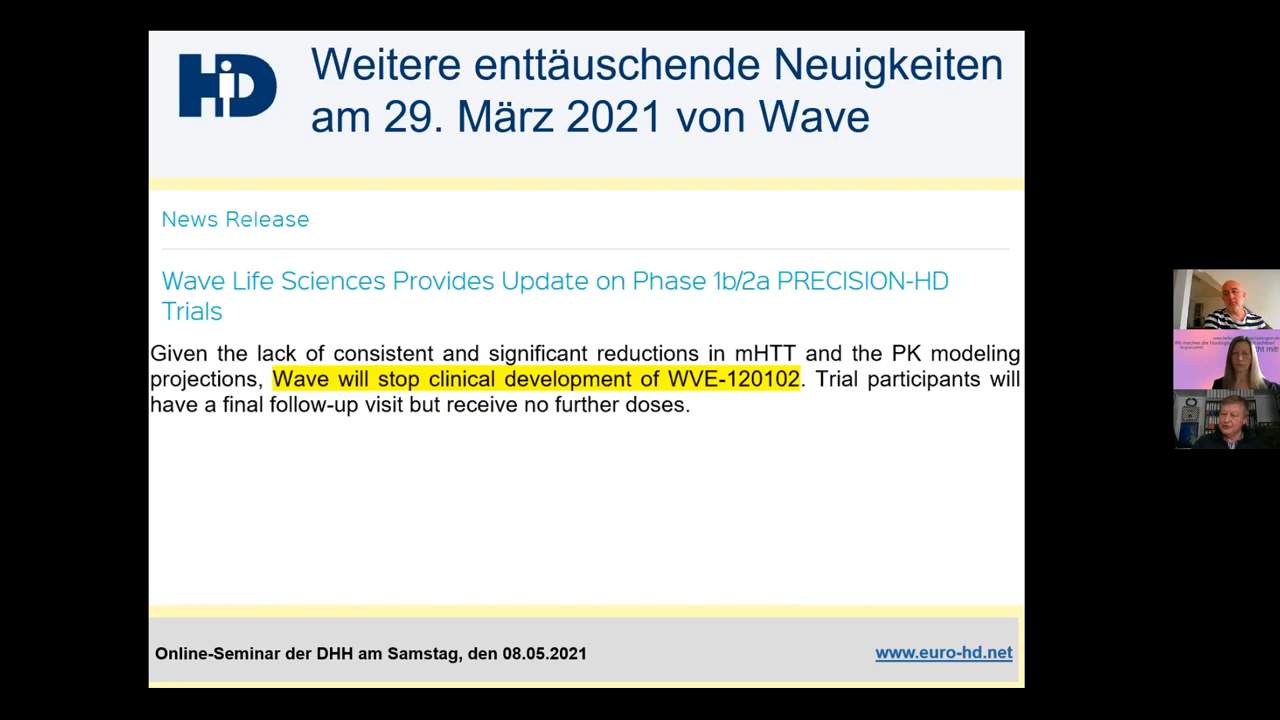 HD
Weitere enttäuschende Neuigkeiten
am 29. März 2021 von Wave
News Release
Wave Life Sciences Provides Update on Phase 1b/2a PRECISION-HD
Trials
Given the lack of consistent and significant reductions in mHTT and the PK modeling
projections, Wave will stop clinical development of WVE-120102. Trial participants will
have a final follow-up visit but receive no further doses.
Online-Seminar der DHH am Samstag, den 08.05.2021
www.euro-hd.net